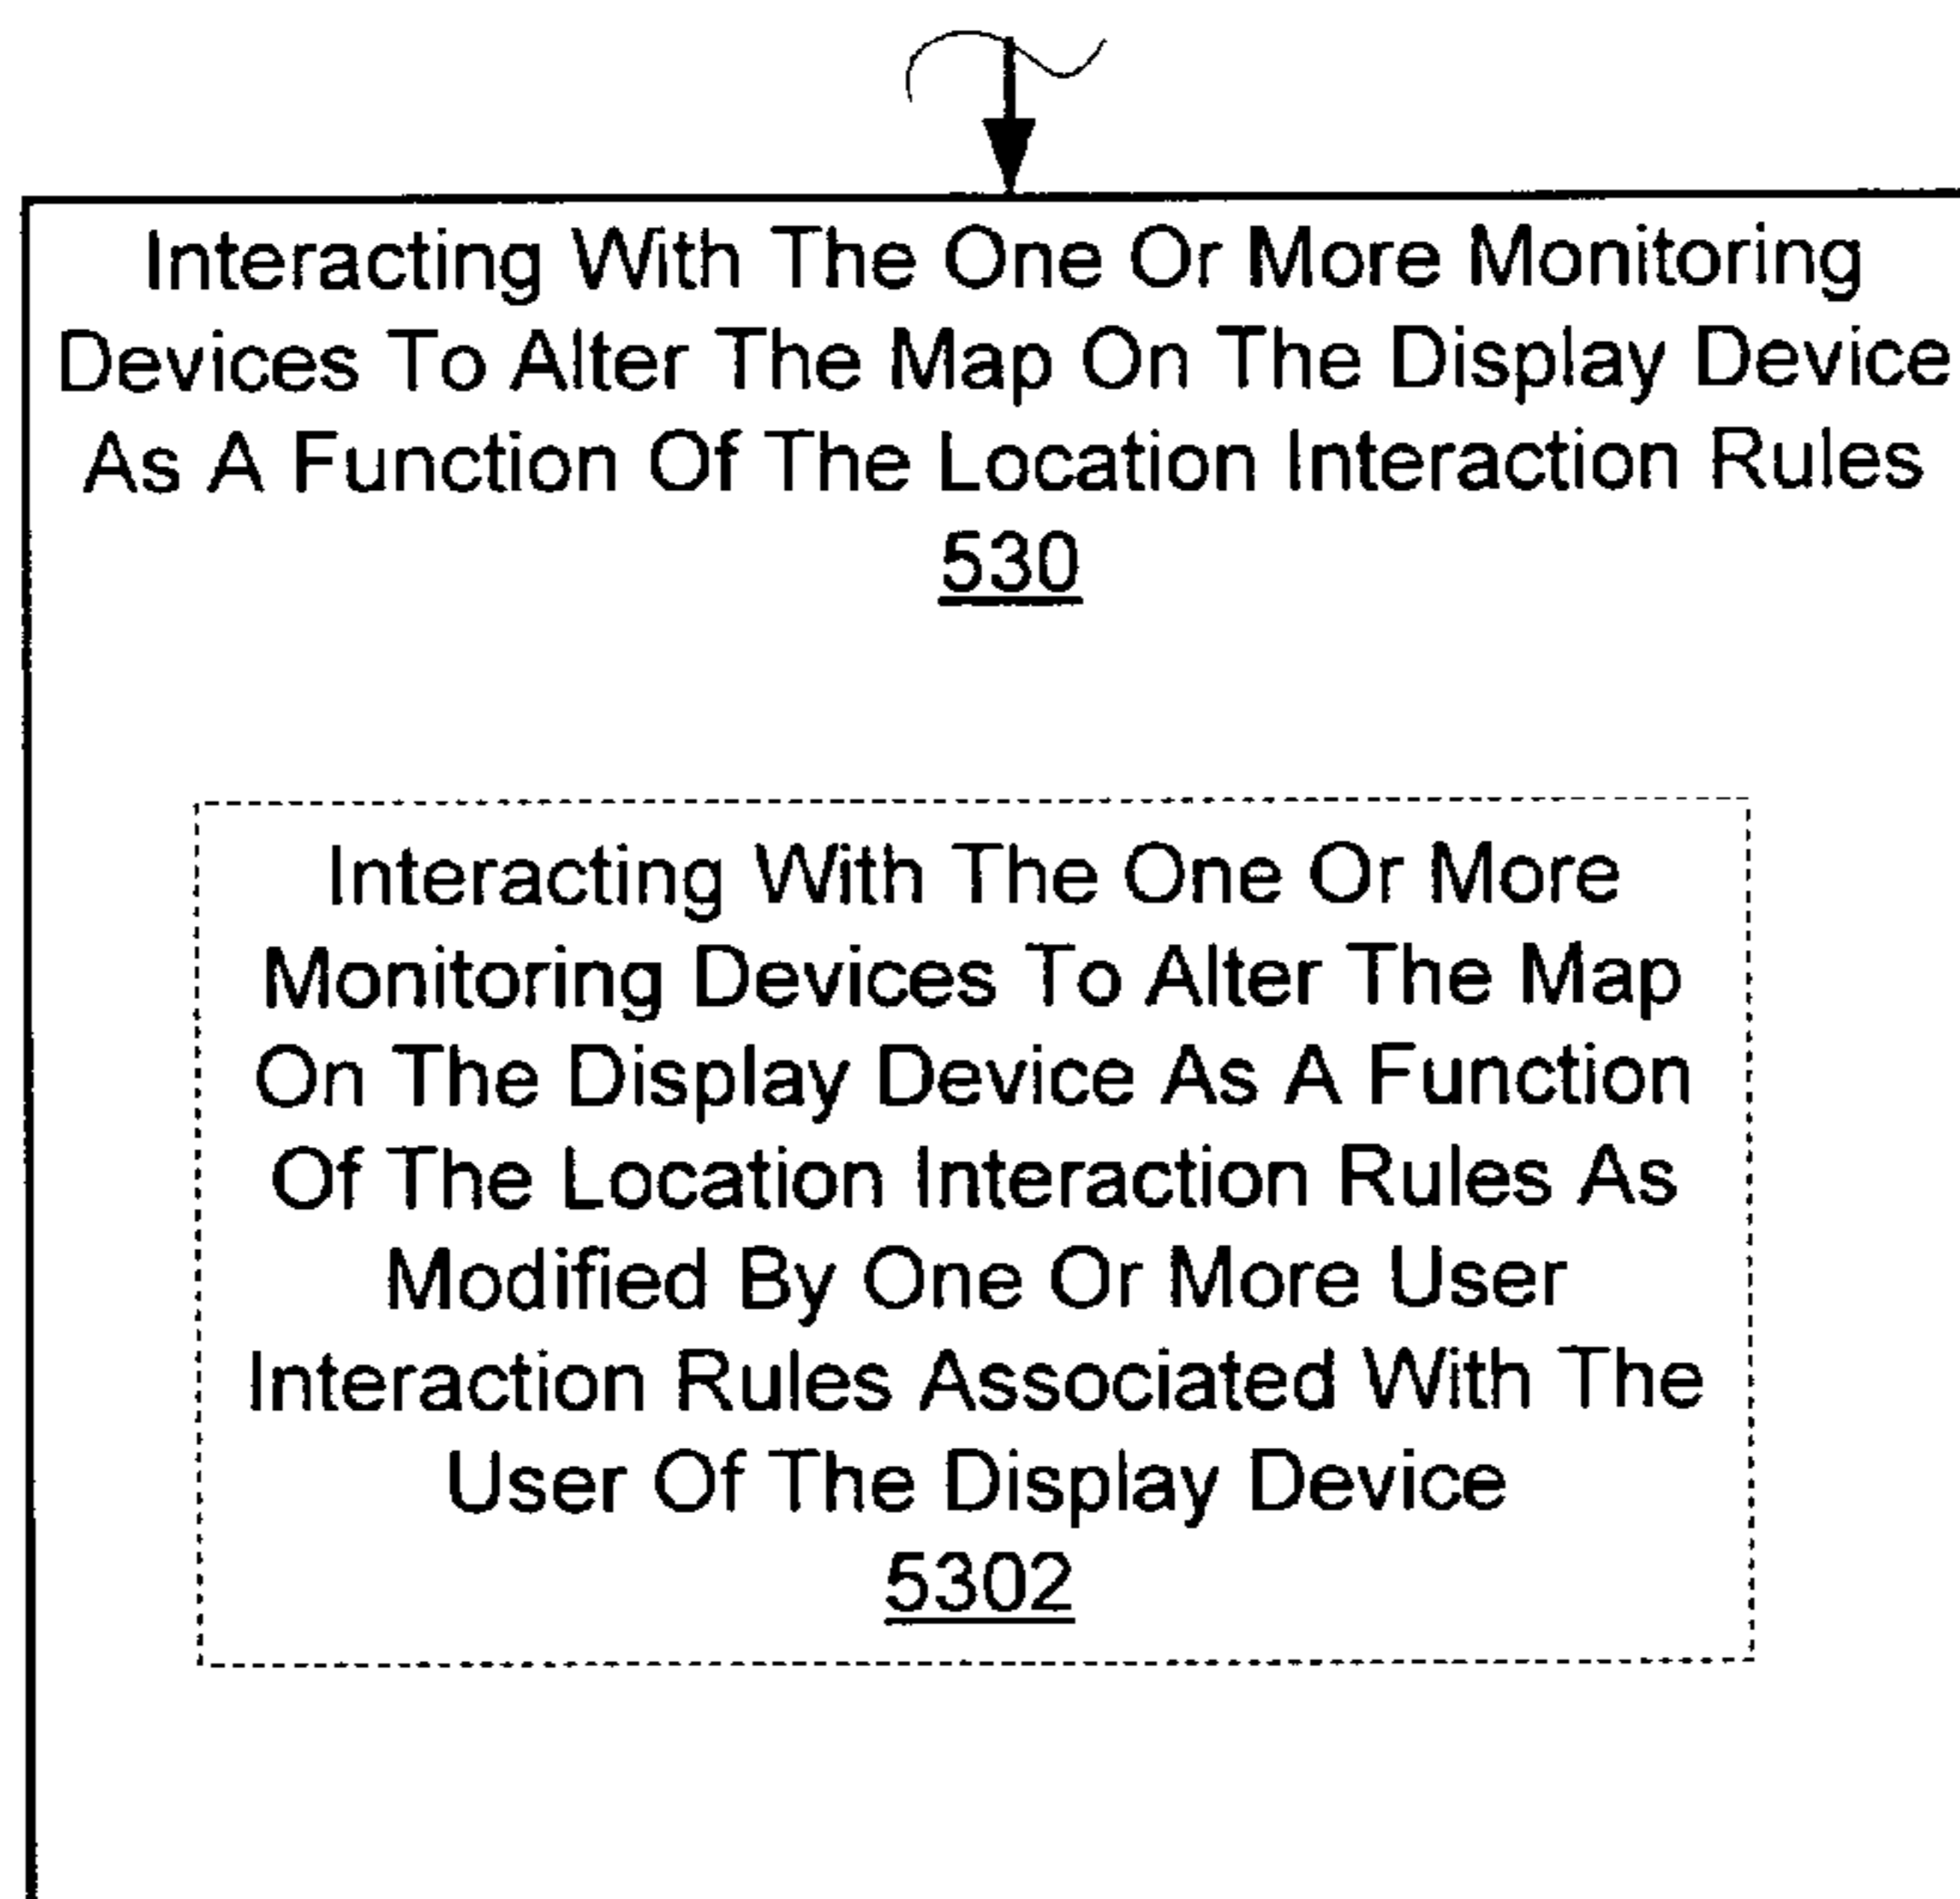 Interacting With The One Or More Monitoring
Devices To Alter The Map On The Display Device
As A Function Of The Location Interaction Rules
530
Interacting With The One Or More
Monitoring Devices To Alter The Map
On The Display Device As A Function
Of The Location Interaction Rules As
Modified By One Or More User
Interaction Rules Associated With The
User Of The Display Device
5302